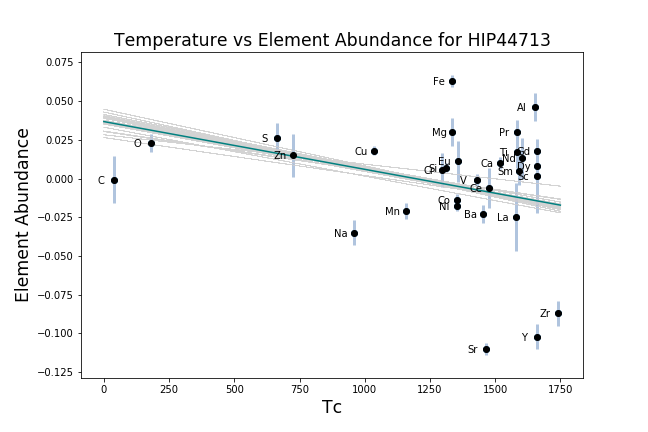 Temperature vs Element Abundance for HIP44713
Element Abundance
0.075
0.050
0.025
0.000
−0.025
−0.050
−0.075
−0.100
−0.125
Fe
Al
Mg
Pr
O
S
Zn
Cu
Eu
Si
Cr
Ca
Ti
Gd
Nd
Dy
Sm
Sc
C
V
Ce
Co
Ni
Mn
Ba
La
Na
Zr
Y
Sr
0
250
500
750
1000
1250
1500
1750
Tc